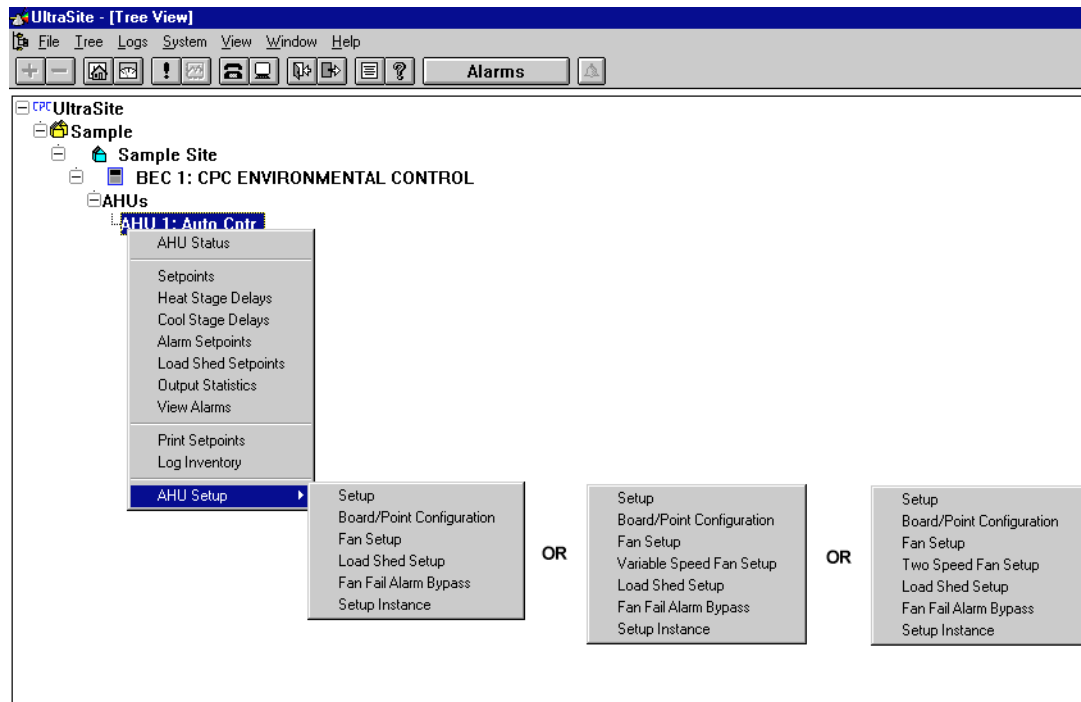 UltraSite - [Tree View]
File Tree Logs System View Window Help
Alarms
CPC UltraSite
Sample
Sample Site
BEC 1: CPC ENVIRONMENTAL CONTROL
AHUs
AHU 1: Auto Cntr
AHU Status
Setpoints
Heat Stage Delays
Cool Stage Delays
Alarm Setpoints
Load Shed Setpoints
Output Statistics
View Alarms
Print Setpoints
Log Inventory
AHU Setup
Setup
Board/Point Configuration
Fan Setup
Load Shed Setup
Fan Fail Alarm Bypass
Setup Instance
OR
Setup
Board/Point Configuration
Fan Setup
Variable Speed Fan Setup
Load Shed Setup
Fan Fail Alarm Bypass
Setup Instance
OR
Setup
Board/Point Configuration
Fan Setup
Two Speed Fan Setup
Load Shed Setup
Fan Fail Alarm Bypass
Setup Instance